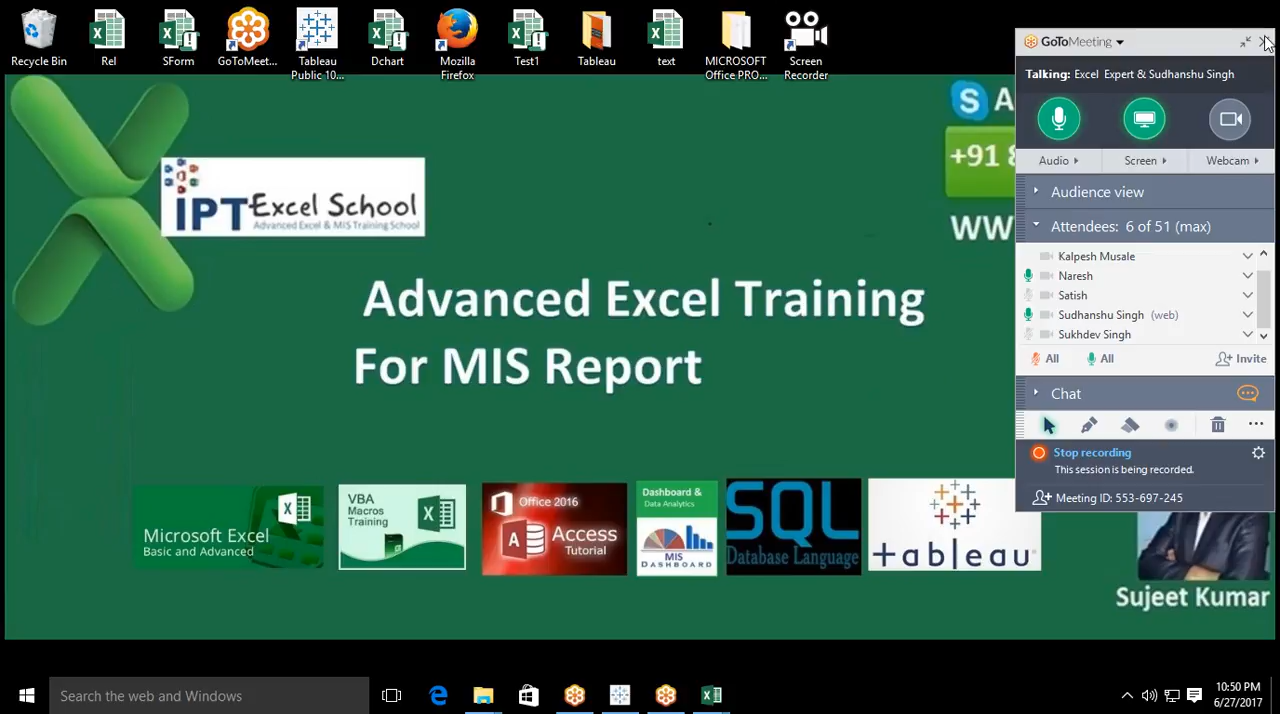 Recycle Bin
Rel
SForm
GoToMeet...
Tableau
Public 10...
Dchart
Mozilla
Firefox
Test1
Tableau
text
MICROSOFT
Office PRO...
Screen
Recorder
IPT Excel School
Advanced Excel & MIS Training School
A
+91 8
WW
Advanced Excel Training
For MIS Report
Microsoft Excel
Basic and Advanced
VBA
Macros
Training
Office 2016
Access
Tutorial
Dashboard &
Data Analytics
MIS
DASHBOARD
SQL
Database Language
+ableau
Sujeet Kumar
GoToMeeting
Talking: Excel Expert & Sudhanshu Singh
Audio
Screen
Webcam
Audience view
Attendees: 6 of 51 (max)
Kalpesh Musale
Naresh
Satish
Sudhanshu Singh (web)
Sukhdev Singh
All
All
Invite
Chat
Stop recording
This session is being recorded.
Meeting ID: 553-697-245
Search the web and Windows
10:50 PM
6/27/2017